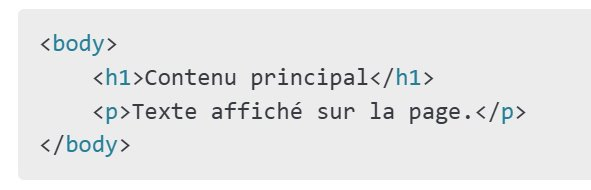 <body>
    <h1>Contenu principal</h1>
    <p>Texte affiché sur la page.</p>
</body>